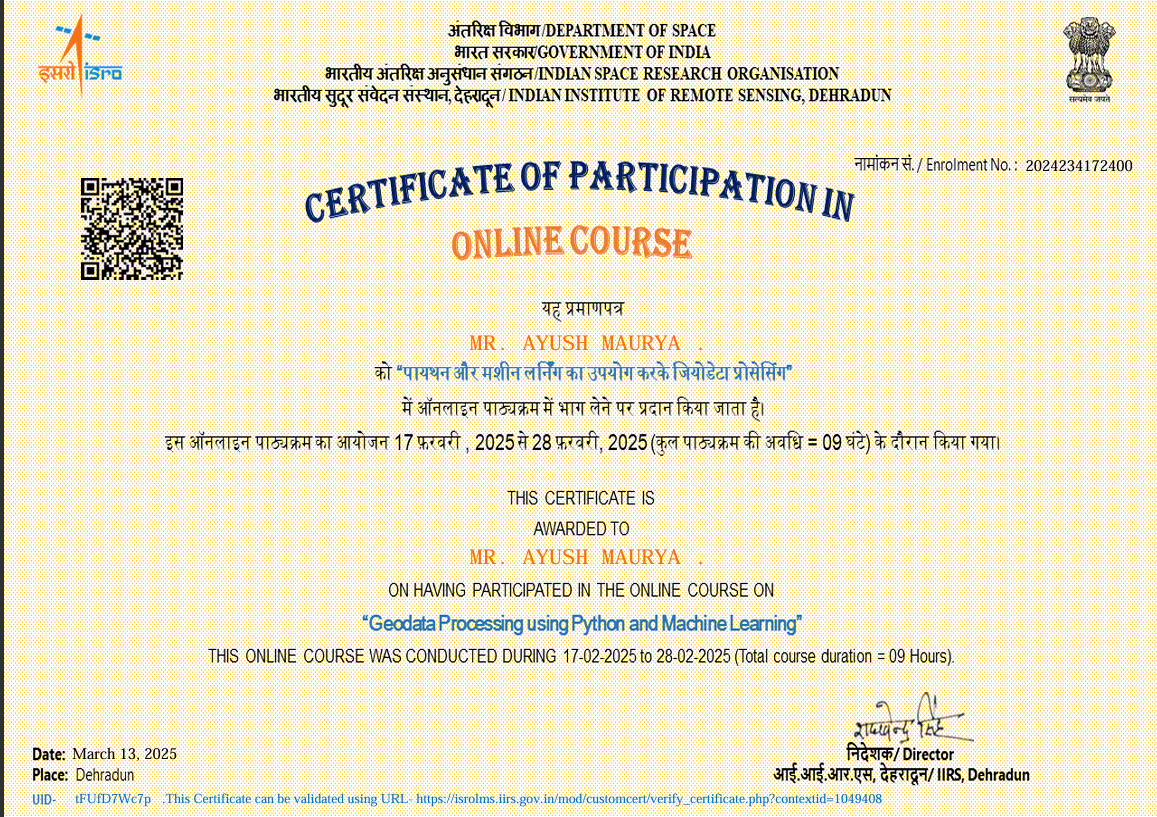 इसरो isro
अंतरिक्ष विभाग/DEPARTMENT OF SPACE
भारत सरकार/GOVERNMENT OF INDIA
भारतीय अंतरिक्ष अनुसंधान संगठन/INDIAN SPACE RESEARCH ORGANISATION
भारतीय सुदूर संवेदन संस्थान, देहरादून/ INDIAN INSTITUTE OF REMOTE SENSING, DEHRADUN
सत्यमेव जयते
नामांकन सं./ Enrolment No. : 2024234172400
CERTIFICATE OF PARTICIPATION IN
ONLINE COURSE
यह प्रमाणपत्र
MR. AYUSH MAURYA .
को “पायथन और मशीन लर्निंग का उपयोग करके जियोडेटा प्रोसेसिंग”
में ऑनलाइन पाठ्यक्रम में भाग लेने पर प्रदान किया जाता है।
इस ऑनलाइन पाठ्यक्रम का आयोजन 17 फ़रवरी , 2025 से 28 फ़रवरी, 2025 (कुल पाठ्यक्रम की अवधि = 09 घंटे) के दौरान किया गया।
THIS CERTIFICATE IS
AWARDED TO
MR. AYUSH MAURYA .
ON HAVING PARTICIPATED IN THE ONLINE COURSE ON
“Geodata Processing using Python and Machine Learning”
THIS ONLINE COURSE WAS CONDUCTED DURING 17-02-2025 to 28-02-2025 (Total course duration = 09 Hours).
राघवेन्द्र सिंह
निदेशक/ Director
आई.आई.आर.एस, देहरादून/ IIRS, Dehradun
Date: March 13, 2025
Place: Dehradun
UID- tFUfD7Wc7p .This Certificate can be validated using URL- https://isrolms.iirs.gov.in/mod/customcert/verify_certificate.php?contextid=1049408